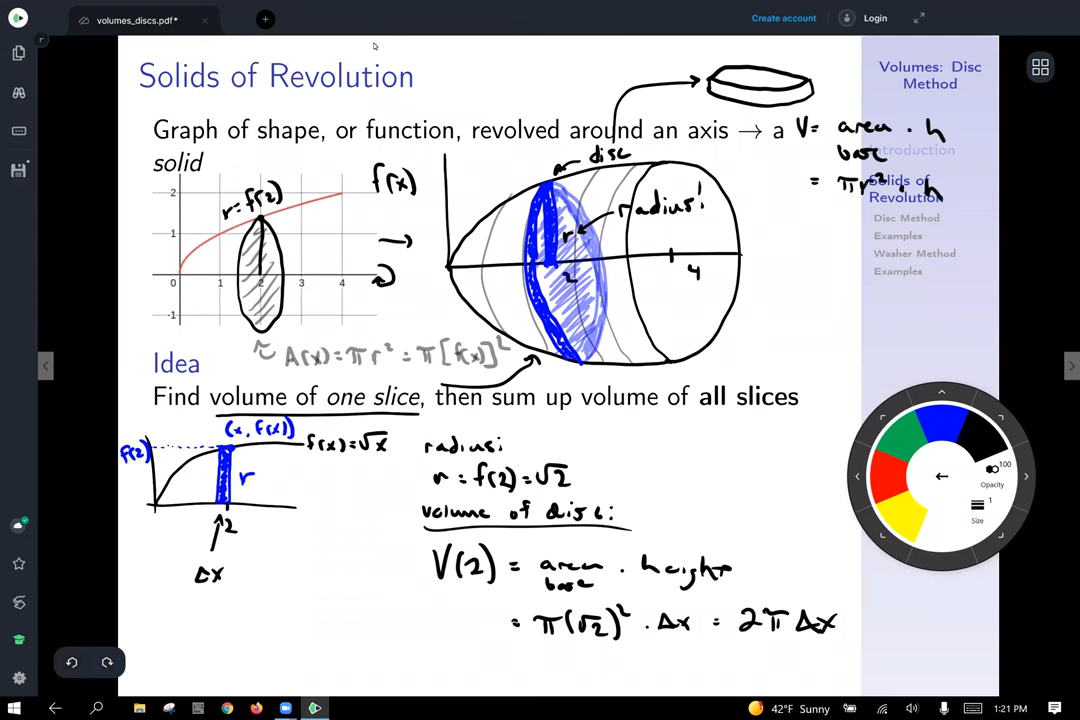 volumes_discs.pdf*
Create account
Login
Solids of Revolution
Graph of shape, or function, revolved around an axis → a
solid
Volumes: Disc
Method
Introduction
Solids of
Revolution
Disc Method
Examples
Washer Method
Examples
V= area · h
base
= πr² · h
disc
radius!
r
2
4
r=f(2)
f(x)
2
1
0
1
2
3
4
-1
A(x) = πr² = π[f(x)]²
Idea
Find volume of one slice, then sum up volume of all slices
(x, f(x))
f(2)
f(x)=√x
r
2
Δx
radius:
r = f(2) = √2
volume of disc:
V(2) = area · height
base
= π(√2)² · Δx = 2π Δx
100
Opacity
1
Size
42°F Sunny
1:21 PM